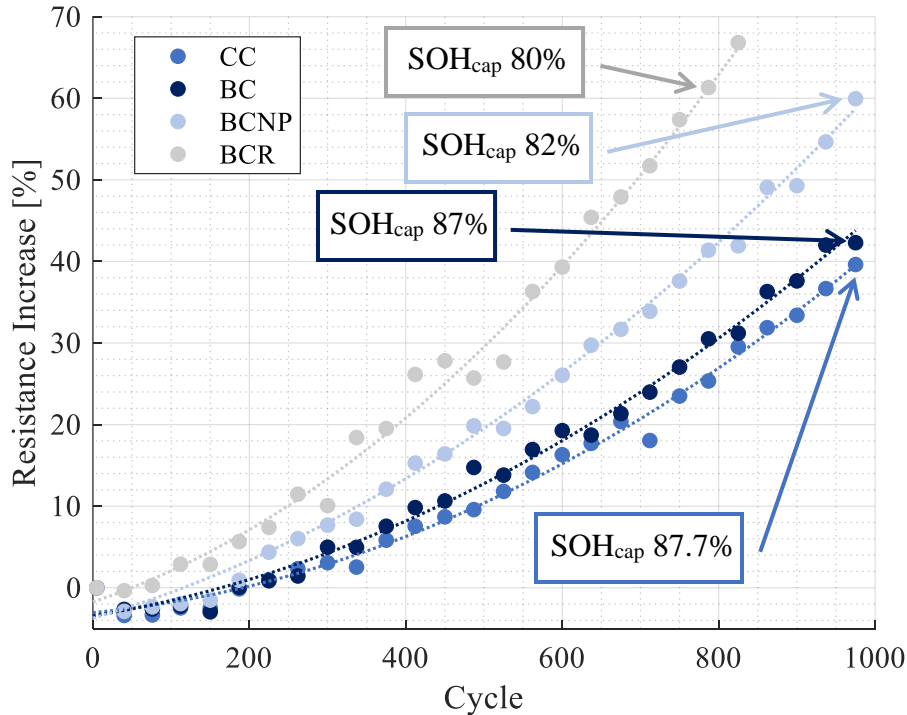 70
60
50
40
30
20
10
0
Resistance Increase [%]
CC
BC
BCNP
BCR
SOHcap 80%
SOHcap 82%
SOHcap 87%
SOHcap 87.7%
0 200 400 600 800 1000
Cycle